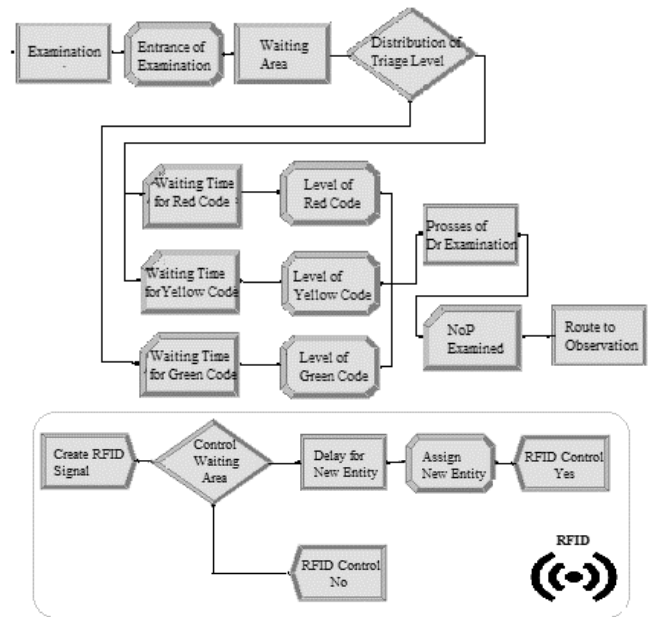 Examination
Entrance of
Examination
Waiting
Area
Distribution of
Triage Level
Waiting Time
for Red Code
Level of
Red Code
Waiting Time
for Yellow Code
Level of
Yellow Code
Prosses of
Dr Examination
Waiting Time
for Green Code
Level of
Green Code
NoP
Examined
Route to
Observation
Create RFID
Signal
Control
Waiting
Area
Delay for
New Entity
Assign
New Entity
RFID Control
Yes
RFID Control
No
RFID